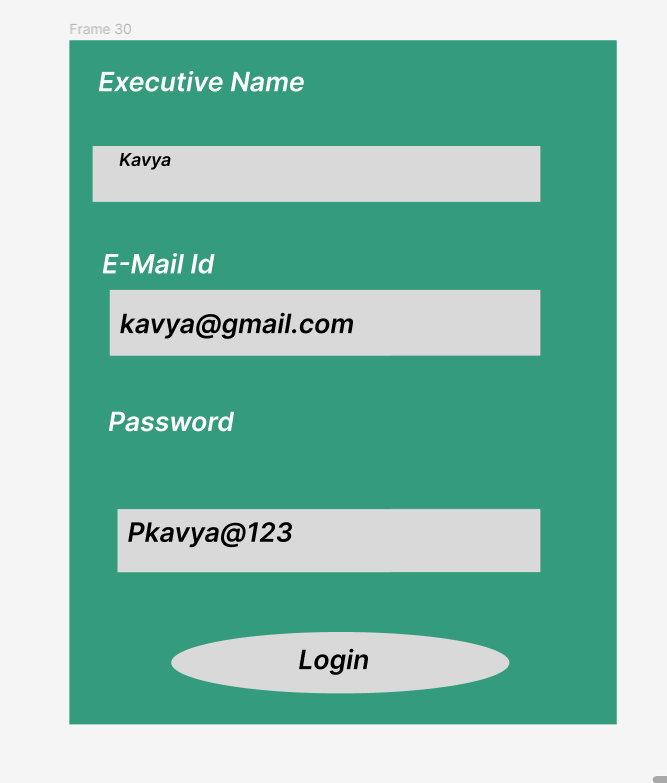 Frame 30
Executive Name
Kavya
E-Mail Id
kavya@gmail.com
Password
Pkavya@123
Login